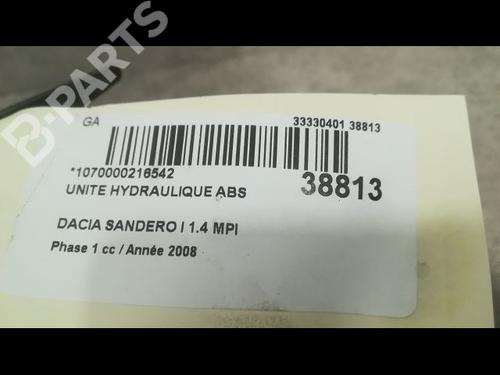 B-PARTS
GA
33330401 38813
*1070000216542
UNITE HYDRAULIQUE ABS
38813
DACIA SANDERO I 1.4 MPI
Phase 1 cc / Année 2008